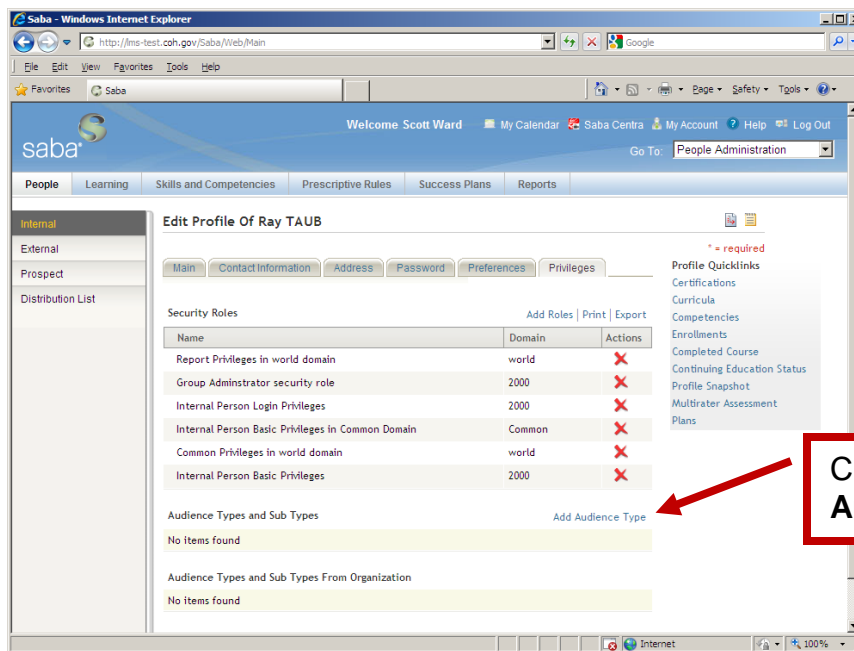 Saba - Windows Internet Explorer
http://lms-test.coh.gov/Saba/Web/Main
Google
File Edit View Favorites Tools Help
Favorites Saba Page Safety Tools
saba
Welcome Scott Ward My Calendar Saba Centra My Account Help Log Out
Go To: People Administration
People Learning Skills and Competencies Prescriptive Rules Success Plans Reports
Internal
External
Prospect
Distribution List
Edit Profile Of Ray TAUB
* = required
Main Contact Information Address Password Preferences Privileges
Profile Quicklinks
Certifications
Curricula
Competencies
Enrollments
Completed Course
Continuing Education Status
Profile Snapshot
Multirater Assessment
Plans
Security Roles Add Roles | Print | Export
Name Domain Actions
Report Privileges in world domain world
Group Adminstrator security role 2000
Internal Person Login Privileges 2000
Internal Person Basic Privileges in Common Domain Common
Common Privileges in world domain world
Internal Person Basic Privileges 2000
Audience Types and Sub Types Add Audience Type
No items found
Audience Types and Sub Types From Organization
No items found
C
A
Internet 100%